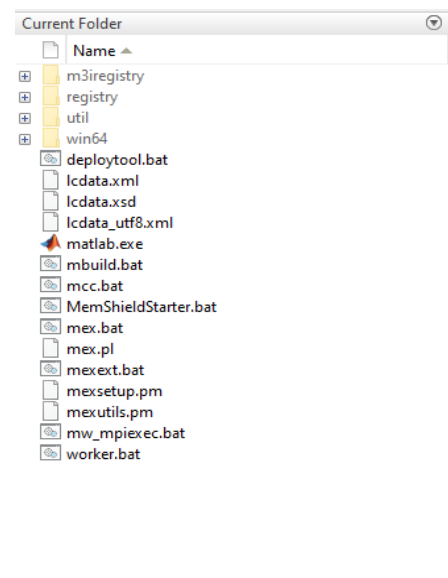 Current Folder
Name
m3iregistry
registry
util
win64
deploytool.bat
lcdata.xml
lcdata.xsd
lcdata_utf8.xml
matlab.exe
mbuild.bat
mcc.bat
MemShieldStarter.bat
mex.bat
mex.pl
mexext.bat
mexsetup.pm
mexutils.pm
mw_mpiexec.bat
worker.bat